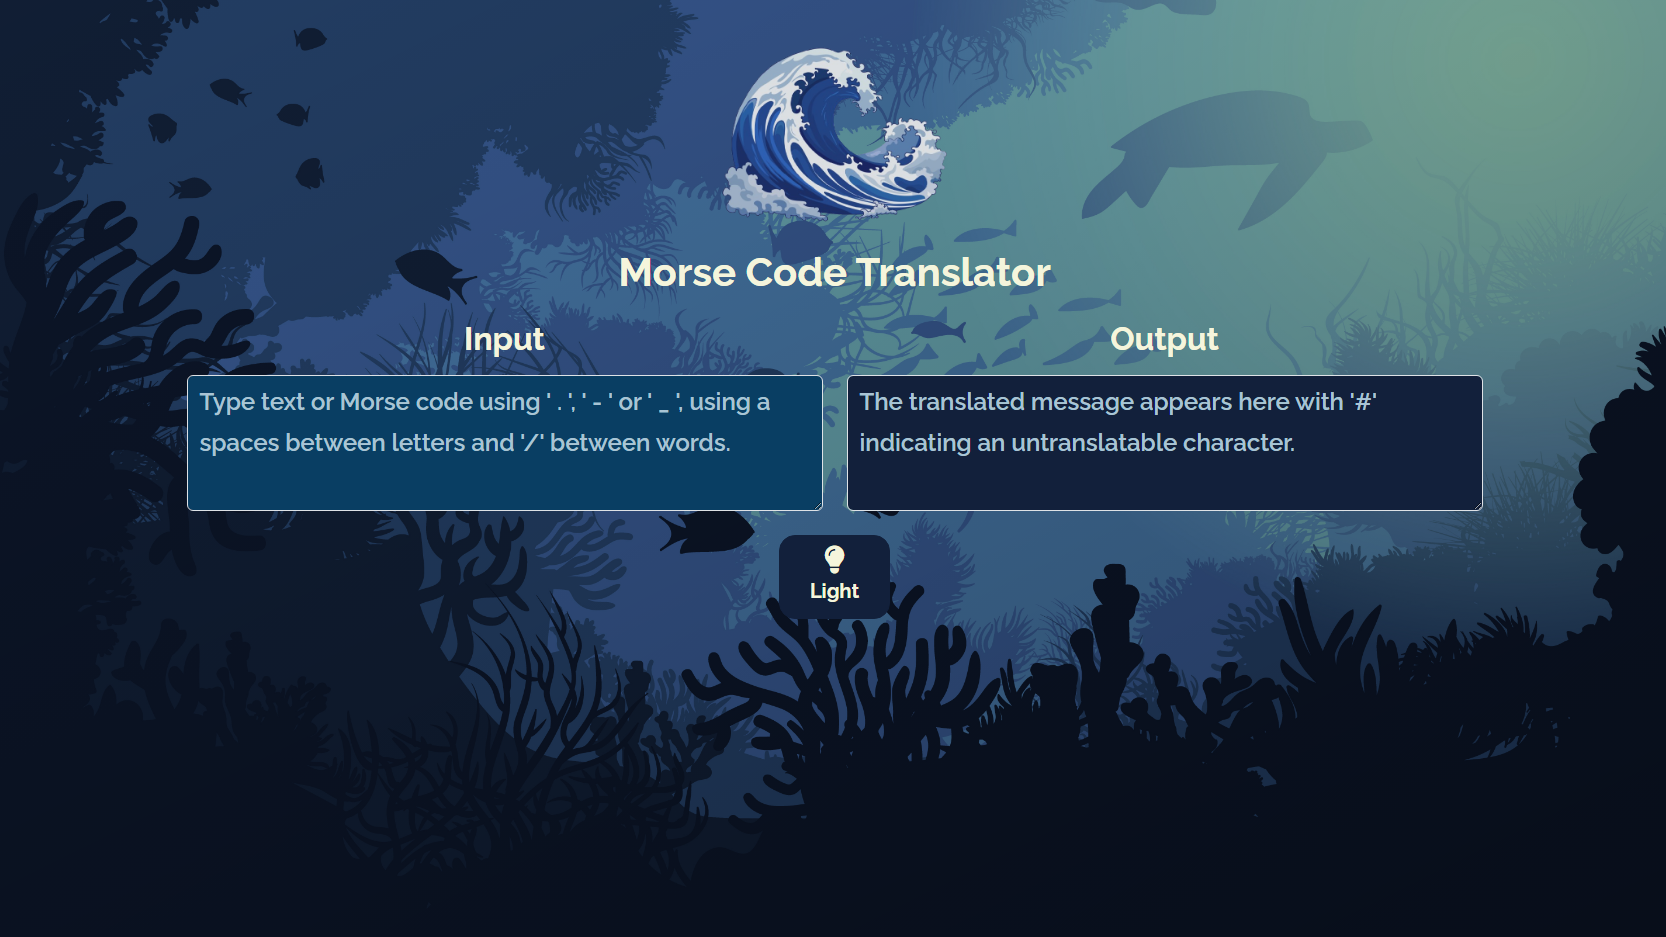 Morse Code Translator
Input
Output
Type text or Morse code using ' . ', ' - ' or ' _ ', using a
spaces between letters and '/' between words.
The translated message appears here with '#'
indicating an untranslatable character.
Light